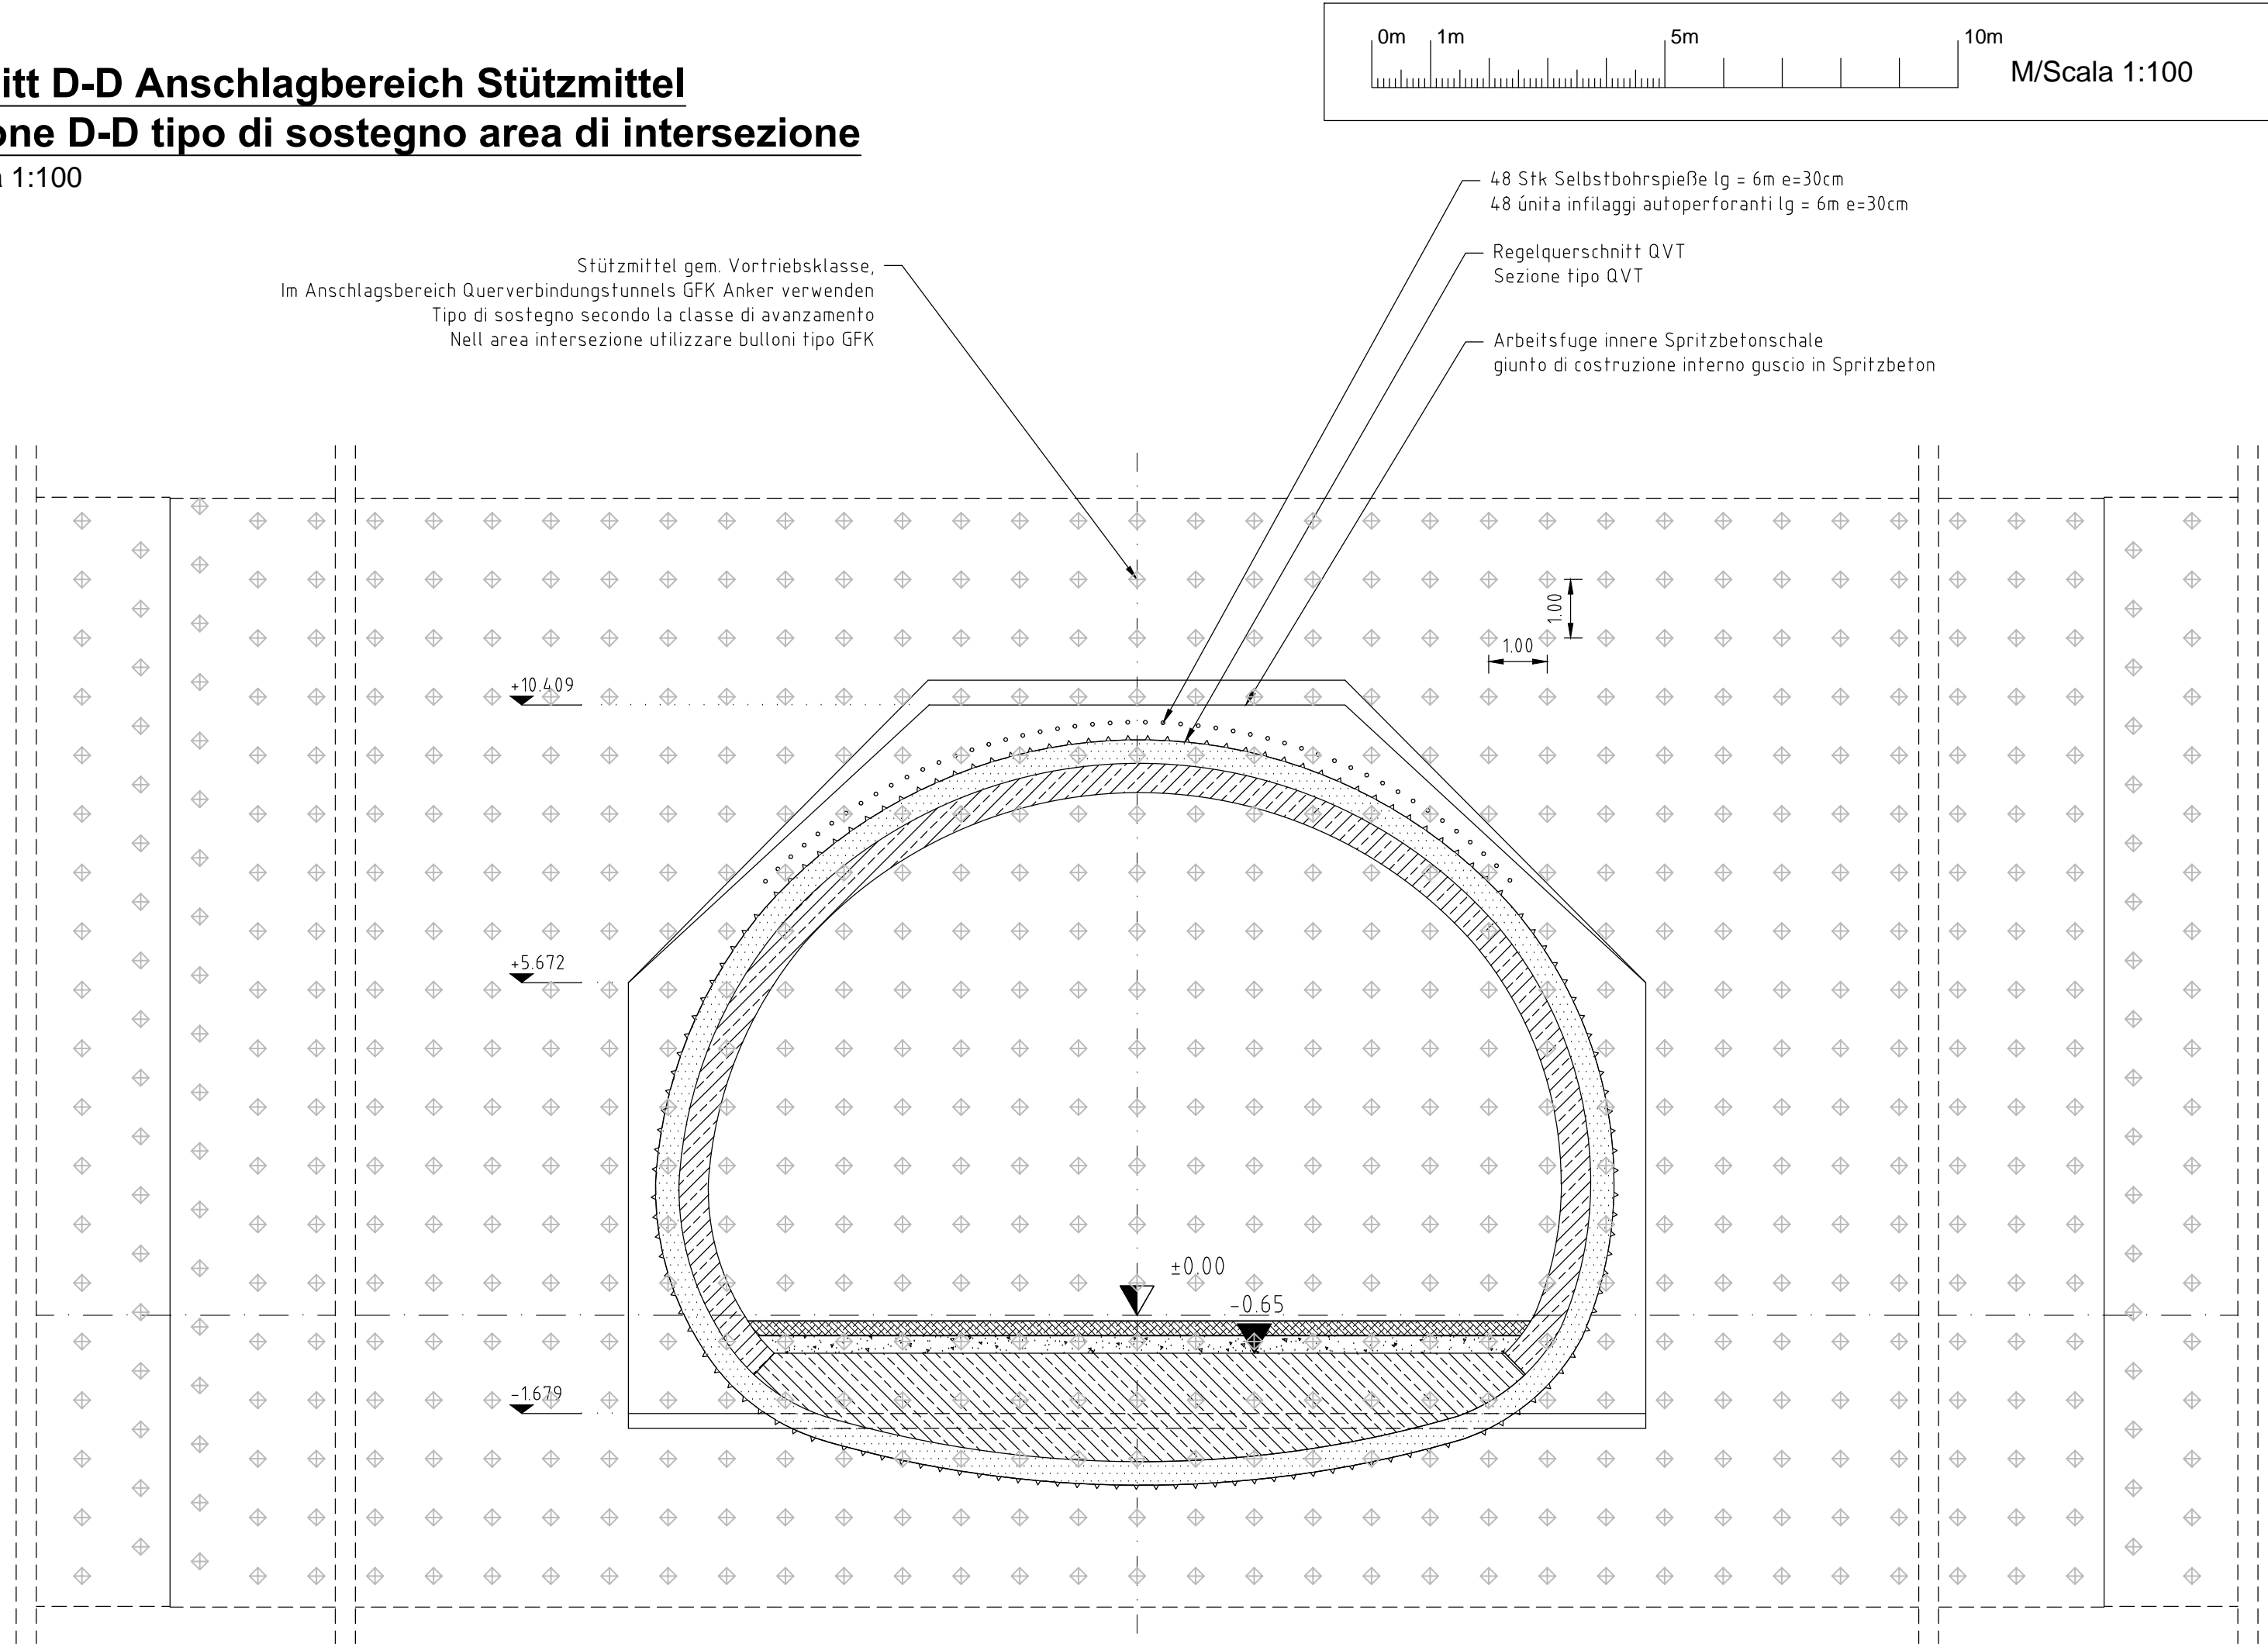 0m 1m 5m 10m
M/Scala 1:100
itt D-D Anschlagbereich Stützmittel
one D-D tipo di sostegno area di intersezione
a 1:100
48 Stk Selbstbohrspieße lg = 6m e=30cm
48 únita infilaggi autoperforanti lg = 6m e=30cm
Regelquerschnitt QVT
Sezione tipo QVT
Stützmittel gem. Vortriebsklasse,
Im Anschlagsbereich Querverbindungstunnels GFK Anker verwenden
Tipo di sostegno secondo la classe di avanzamento
Nell area intersezione utilizzare bulloni tipo GFK
Arbeitsfuge innere Spritzbetonschale
giunto di costruzione interno guscio in Spritzbeton
1.00
1.00
+10.409
+5.672
±0.00
-0.65
-1.679